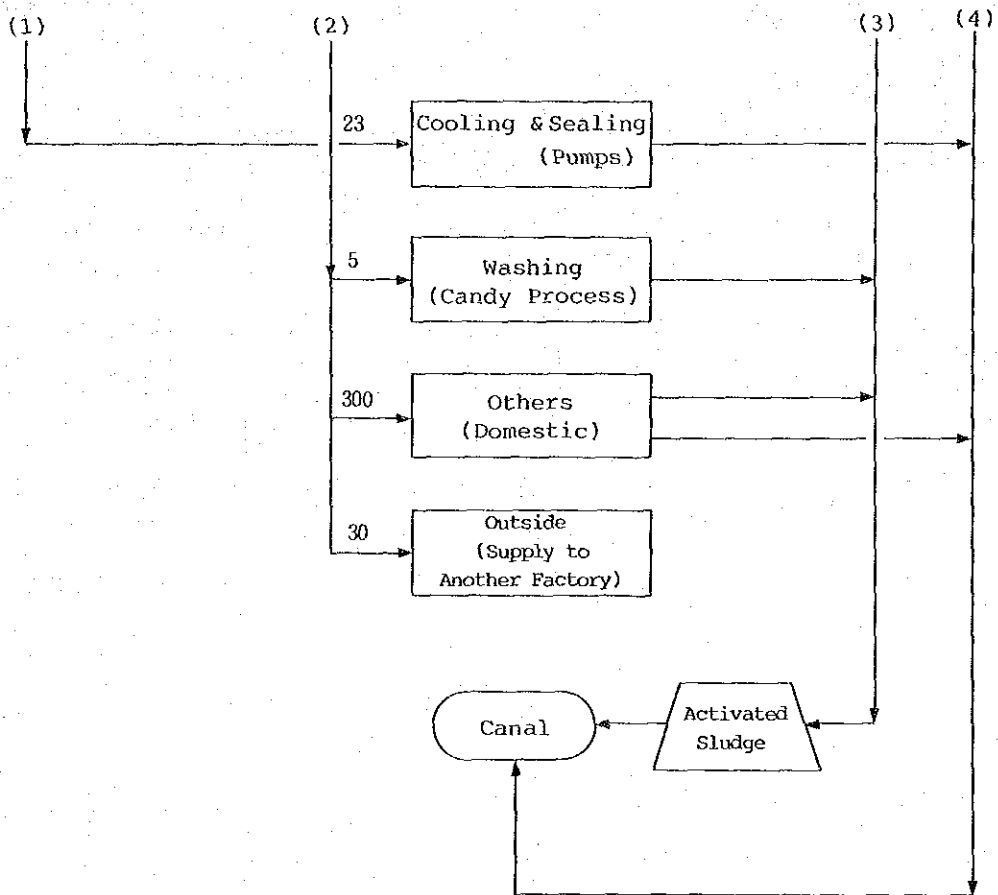 (1)
(2)
(3)
(4)
23
Cooling & Sealing
(Pumps)
5
Washing
(Candy Process)
300
Others
(Domestic)
30
Outside
(Supply to
Another Factory)
Canal
Activated
Sludge